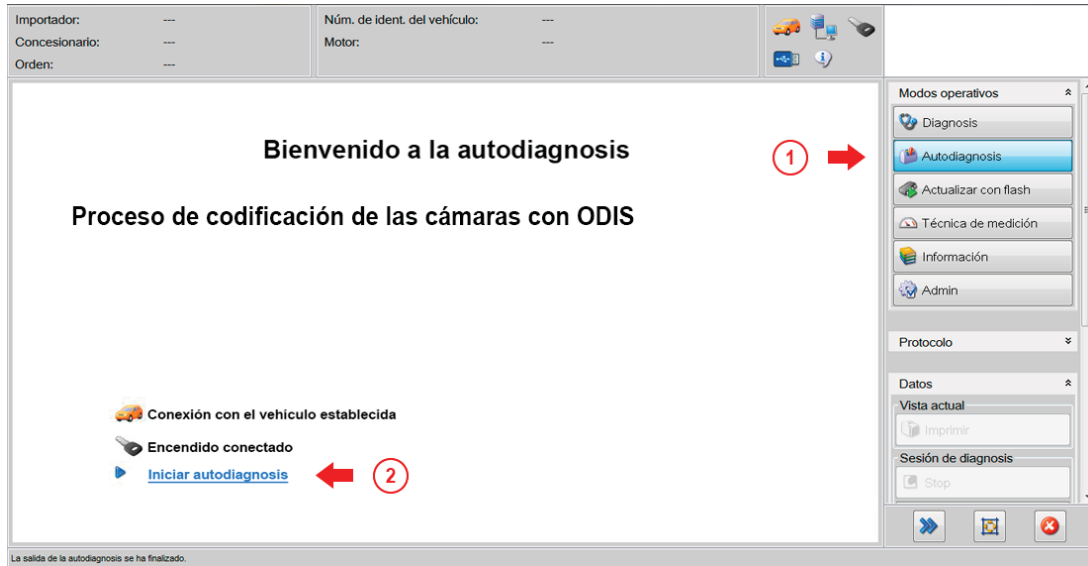 Importador: ---
Concesionario: ---
Orden: ---
Núm. de ident. del vehículo: ---
Motor: ---
Bienvenido a la autodiagnosis
Proceso de codificación de las cámaras con ODIS
Conexión con el vehiculo establecida
Encendido conectado
Iniciar autodiagnosis
2
1
Modos operativos
Diagnosis
Autodiagnosis
Actualizar con flash
Técnica de medición
Información
Admin
Protocolo
Datos
Vista actual
Imprimir
Sesión de diagnosis
Stop
La salida de la autodiagnosis se ha finalizado.